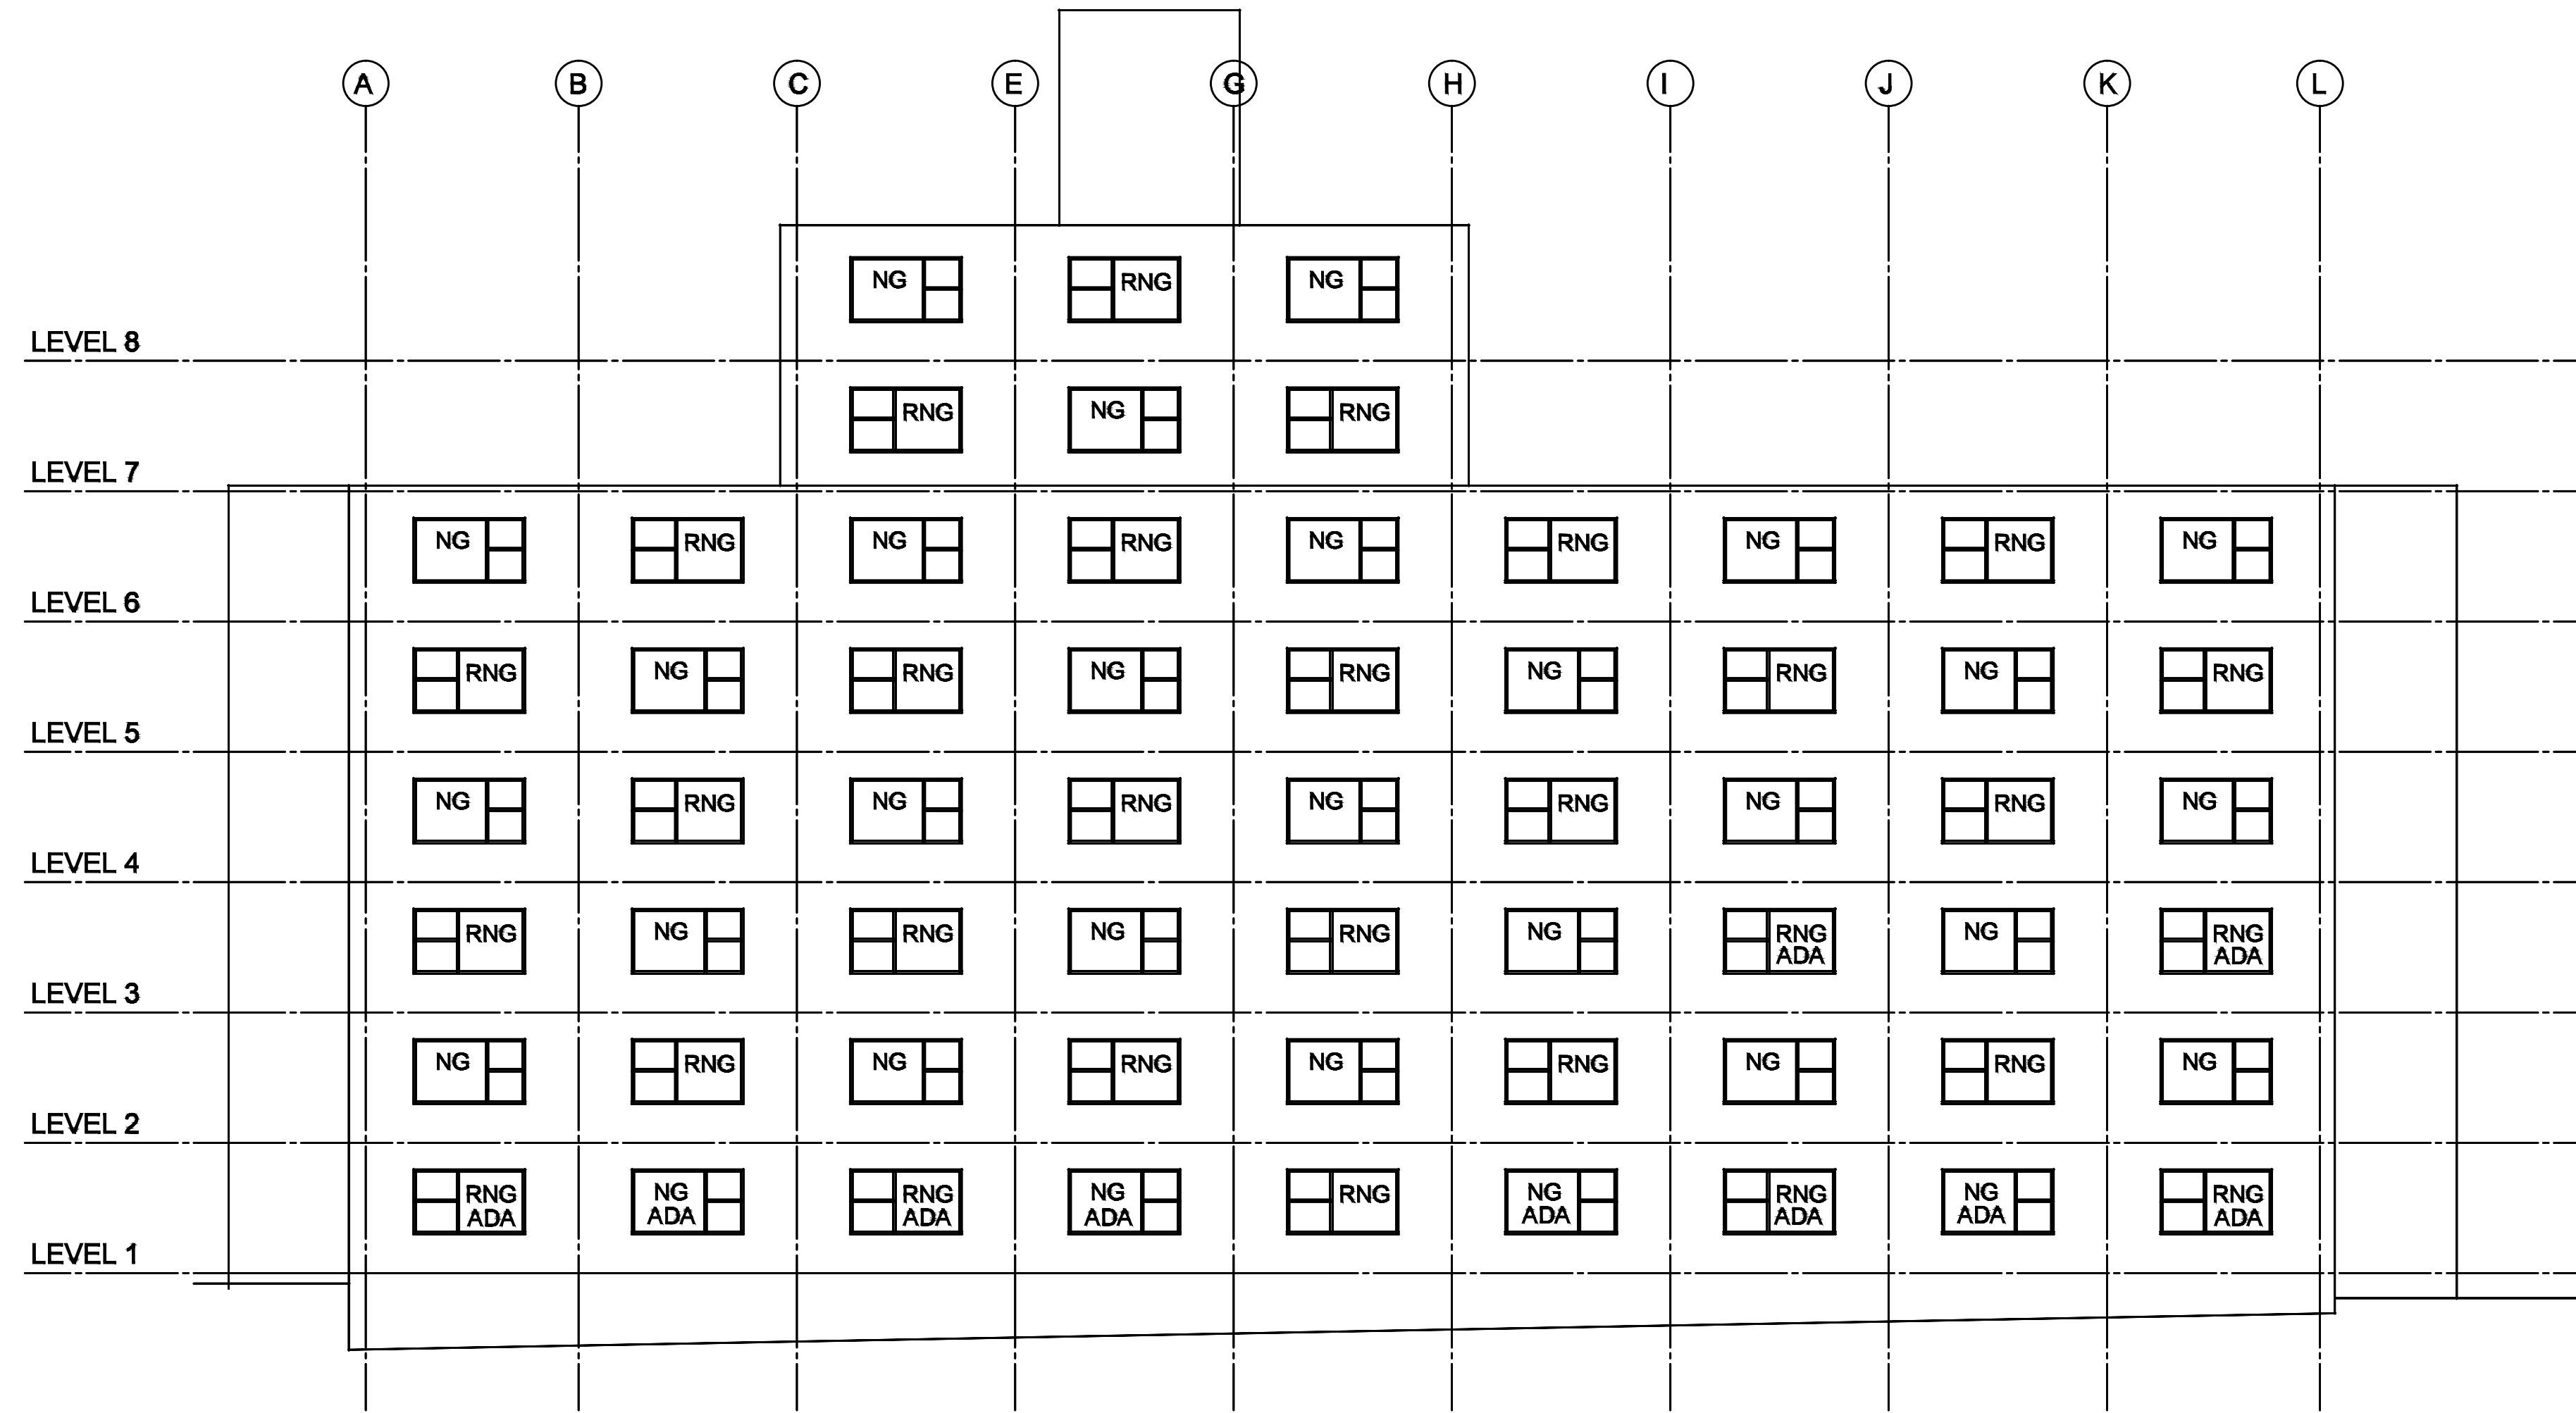 A B C E G H I J K L
NG RNG NG
LEVEL 8
RNG NG RNG
LEVEL 7
NG RNG NG RNG NG RNG NG RNG NG
LEVEL 6
RNG NG RNG NG RNG NG RNG NG RNG
LEVEL 5
NG RNG NG RNG NG RNG NG RNG NG
LEVEL 4
RNG NG RNG NG RNG NG RNG NG RNG
ADA ADA
LEVEL 3
NG RNG NG RNG NG RNG NG RNG NG
LEVEL 2
RNG NG RNG NG RNG NG RNG NG RNG
ADA ADA ADA ADA ADA ADA ADA ADA
LEVEL 1